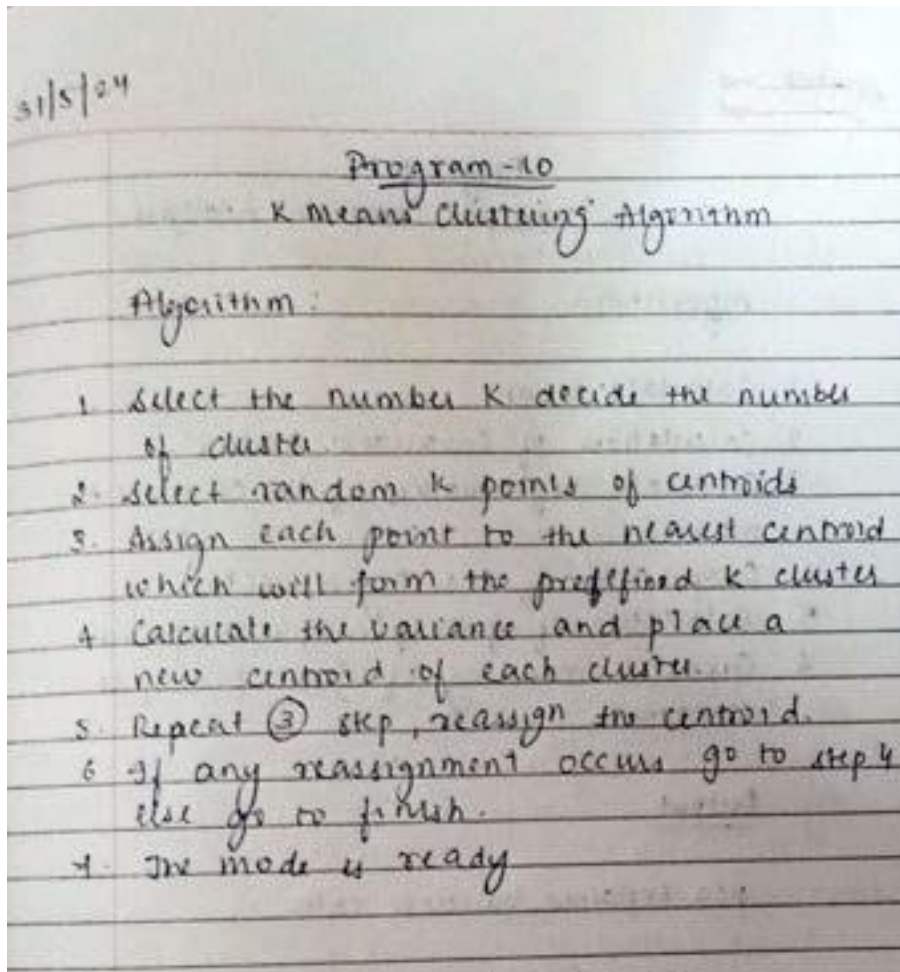 31/5/24
Program-10
K means Clustering Algorithm
Algorithm:
1 Select the number K decide the number
of cluster
2. Select random K points of centroids
3. Assign each point to the nearest centroid
which will form the predefined K cluster
4 Calculate the variance and place a
new centroid of each cluster.
5. Repeat ③ step, reassign the centroid.
6 If any reassignment occurs go to step 4
else go to finish.
7. The mode is ready